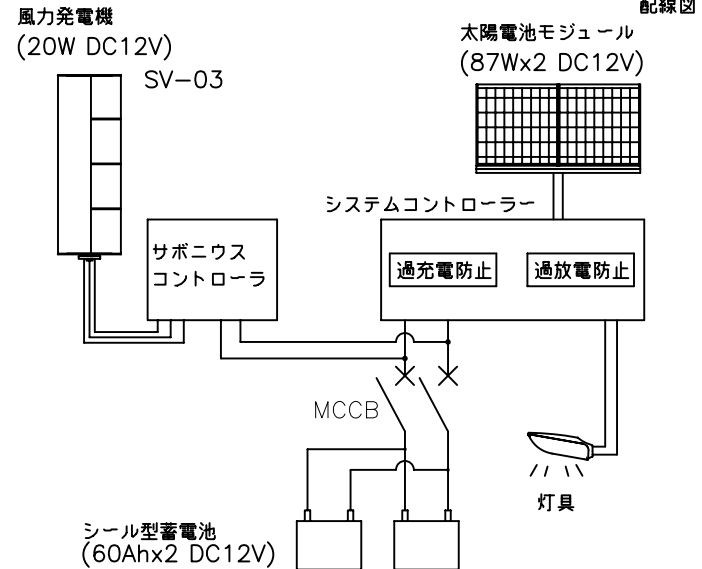 配線図
風力発電機
(20W DC12V)
SV-03
太陽電池モジュール
(87Wx2 DC12V)
システムコントローラー
サボニウス
コントローラ
過充電防止
過放電防止
MCCB
灯具
シール型蓄電池
(60Ahx2 DC12V)